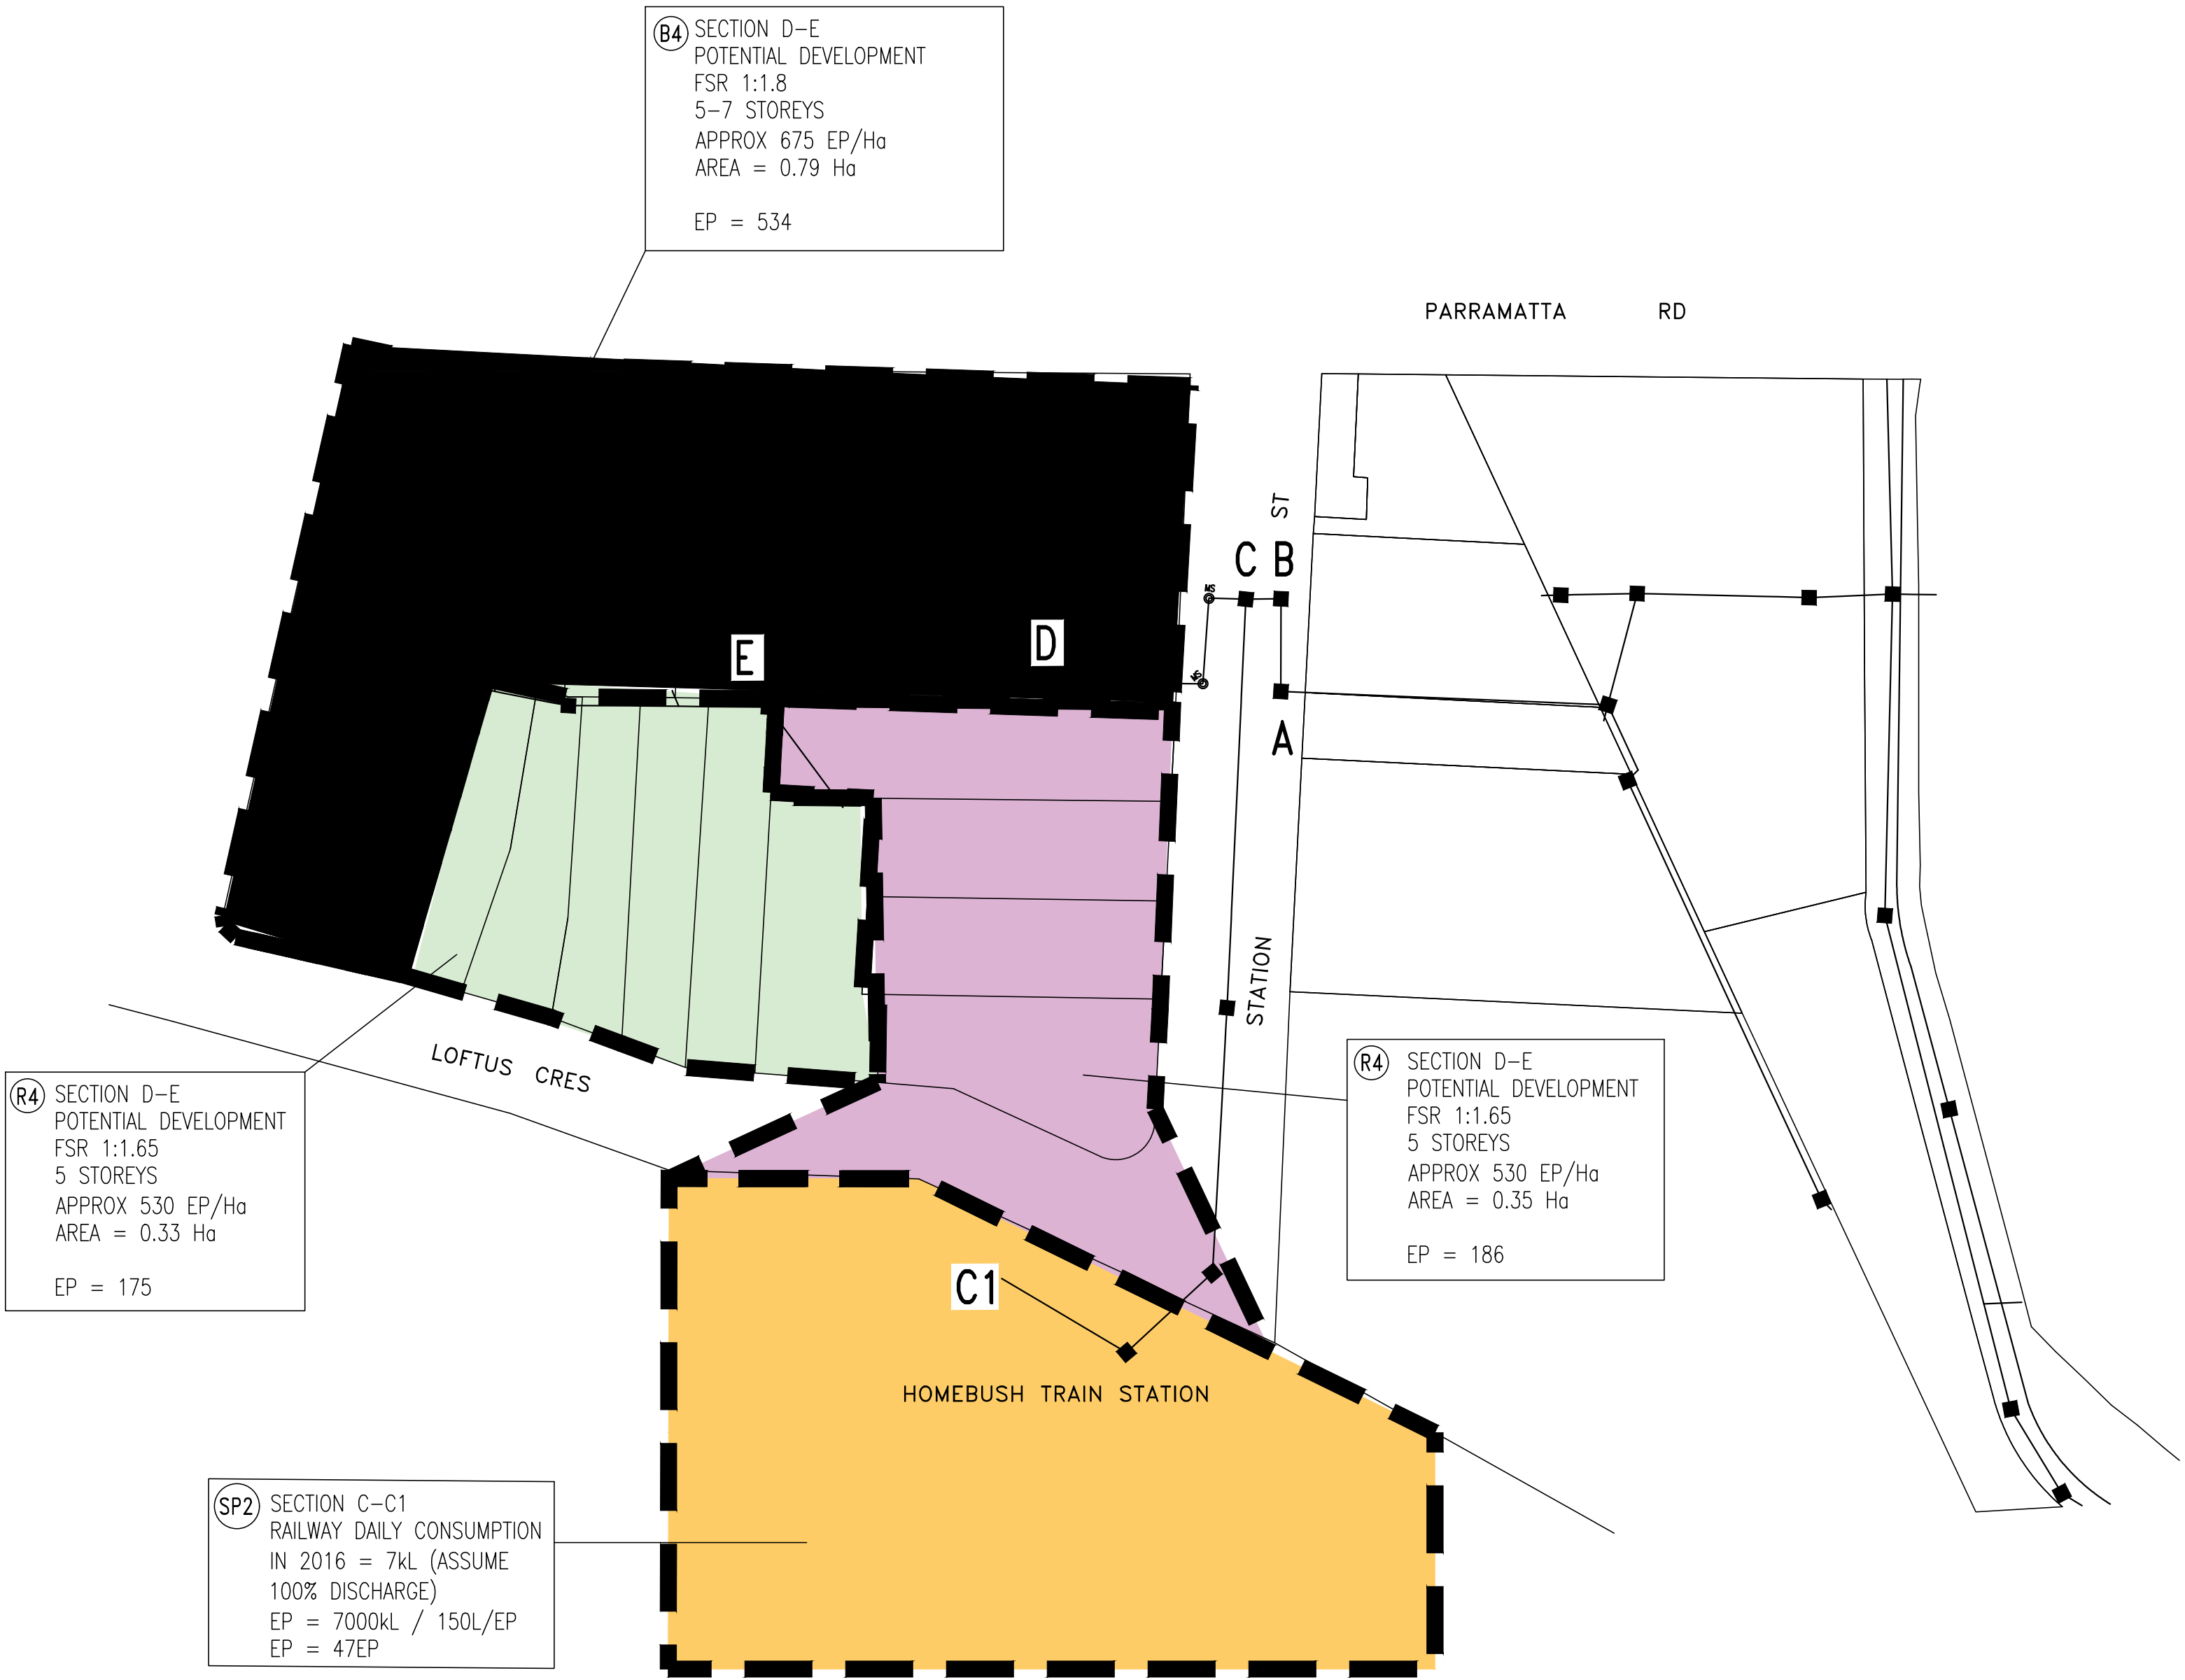 B4 SECTION D-E
POTENTIAL DEVELOPMENT
FSR 1:1.8
5-7 STOREYS
APPROX 675 EP/Ha
AREA = 0.79 Ha
EP = 534
PARRAMATTA RD
ST
C B
MS
E
D
MS
A
STATION
LOFTUS CRES
R4 SECTION D-E
POTENTIAL DEVELOPMENT
FSR 1:1.65
5 STOREYS
APPROX 530 EP/Ha
AREA = 0.33 Ha
EP = 175
R4 SECTION D-E
POTENTIAL DEVELOPMENT
FSR 1:1.65
5 STOREYS
APPROX 530 EP/Ha
AREA = 0.35 Ha
EP = 186
C1
HOMEBUSH TRAIN STATION
SP2 SECTION C-C1
RAILWAY DAILY CONSUMPTION
IN 2016 = 7kL (ASSUME
100% DISCHARGE)
EP = 7000kL / 150L/EP
EP = 47EP